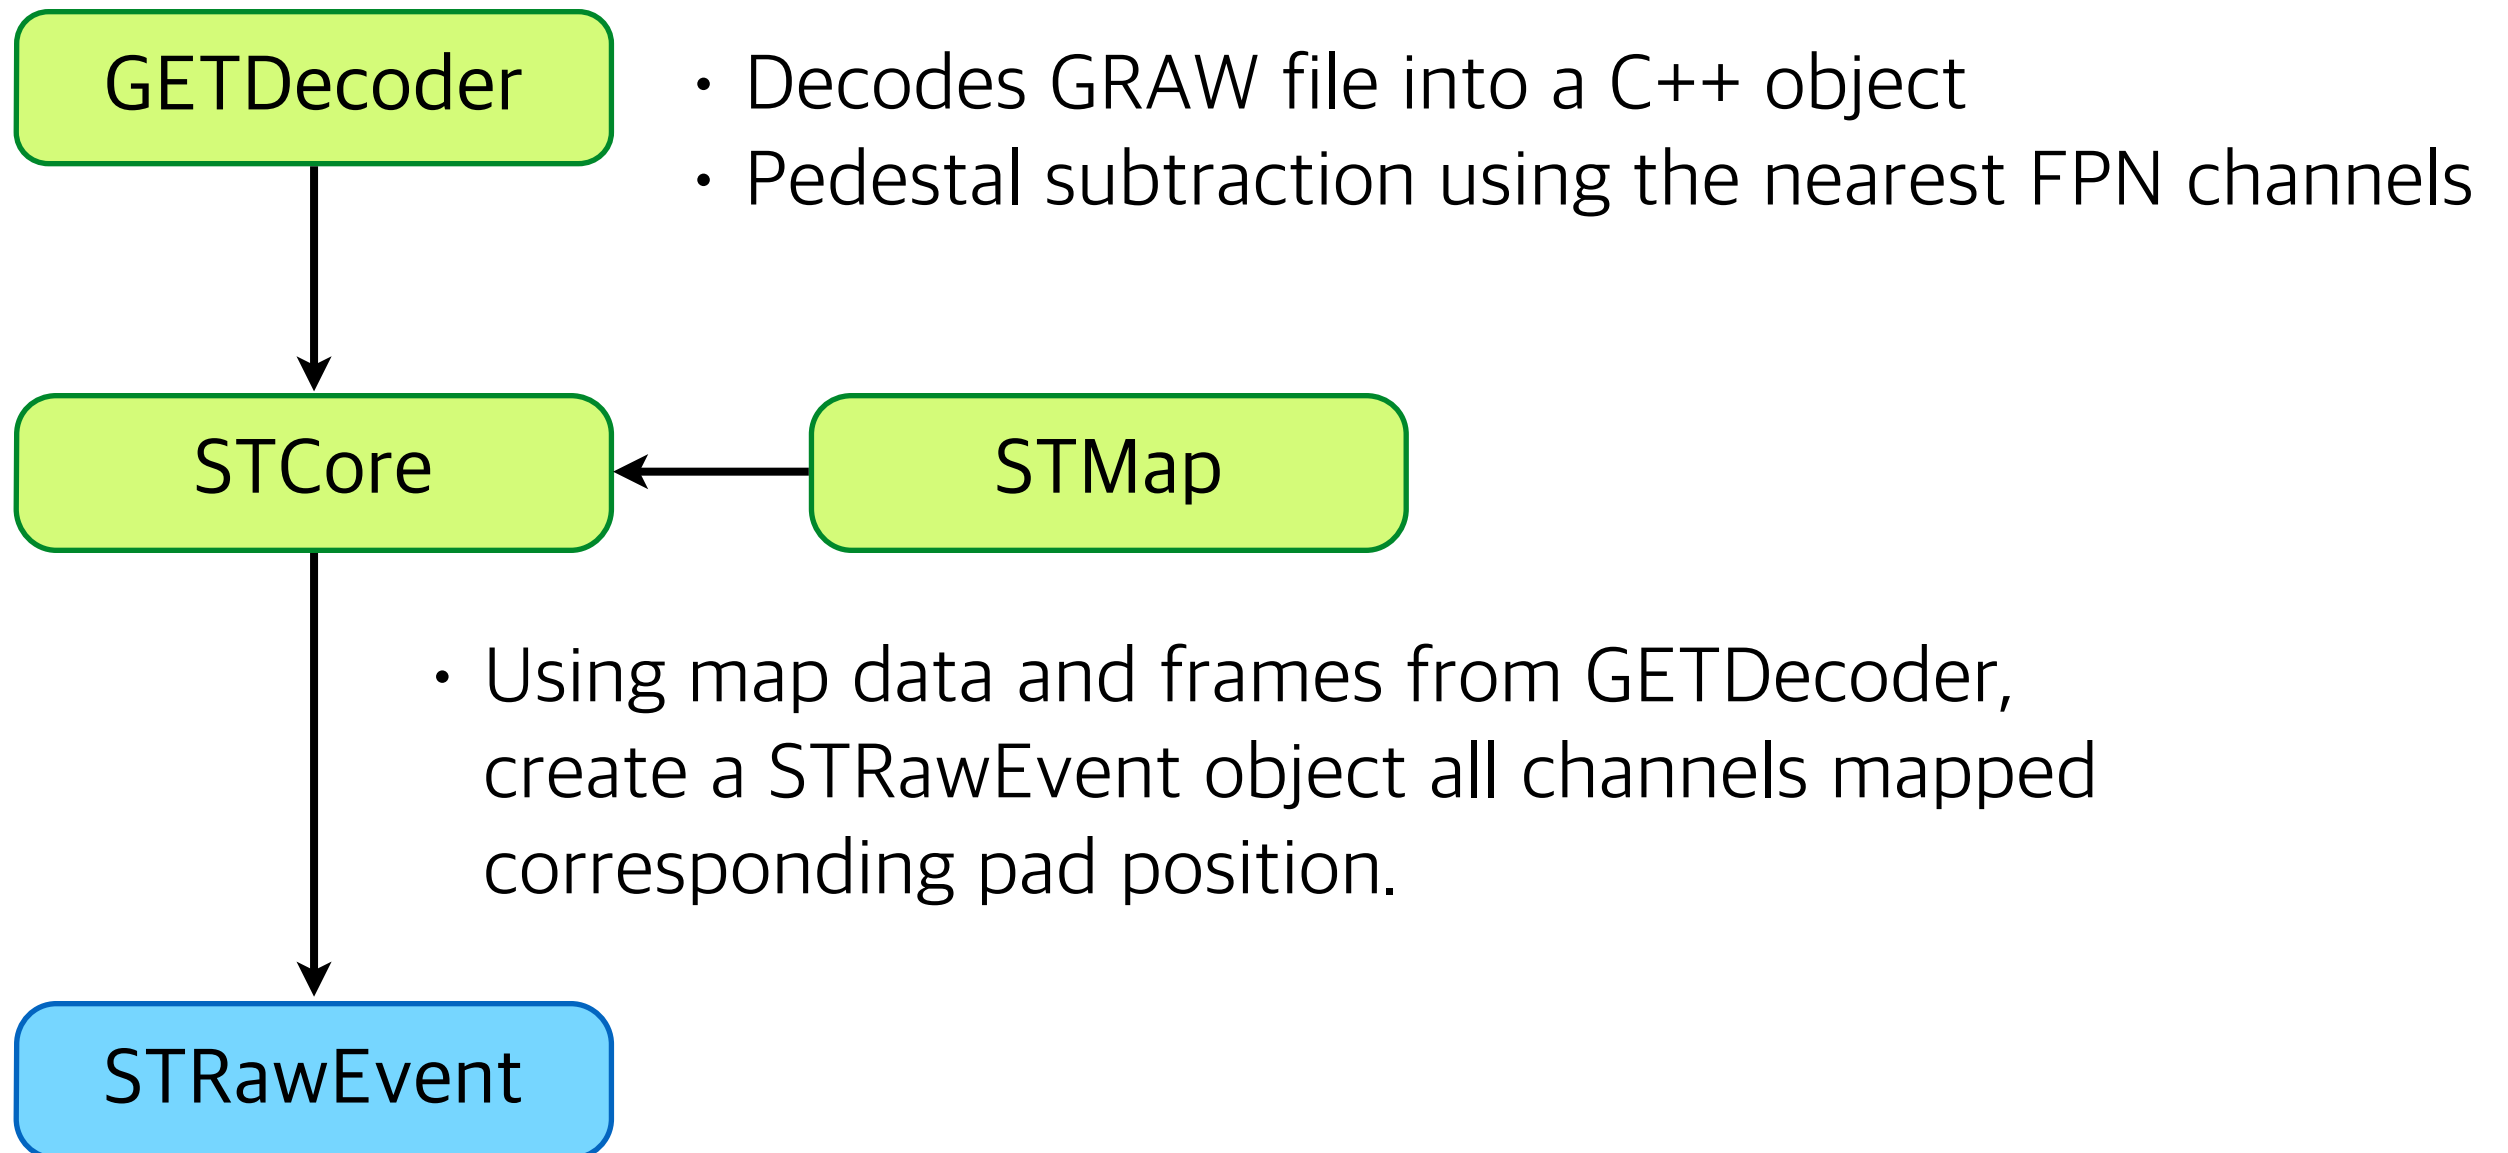 GETDecoder
• Decodes GRAW file into a C++ object
• Pedestal subtraction using the nearest FPN channels
STCore
STMap
• Using map data and frames from GETDecoder,
create a STRawEvent object all channels mapped
corresponding pad position.
STRawEvent